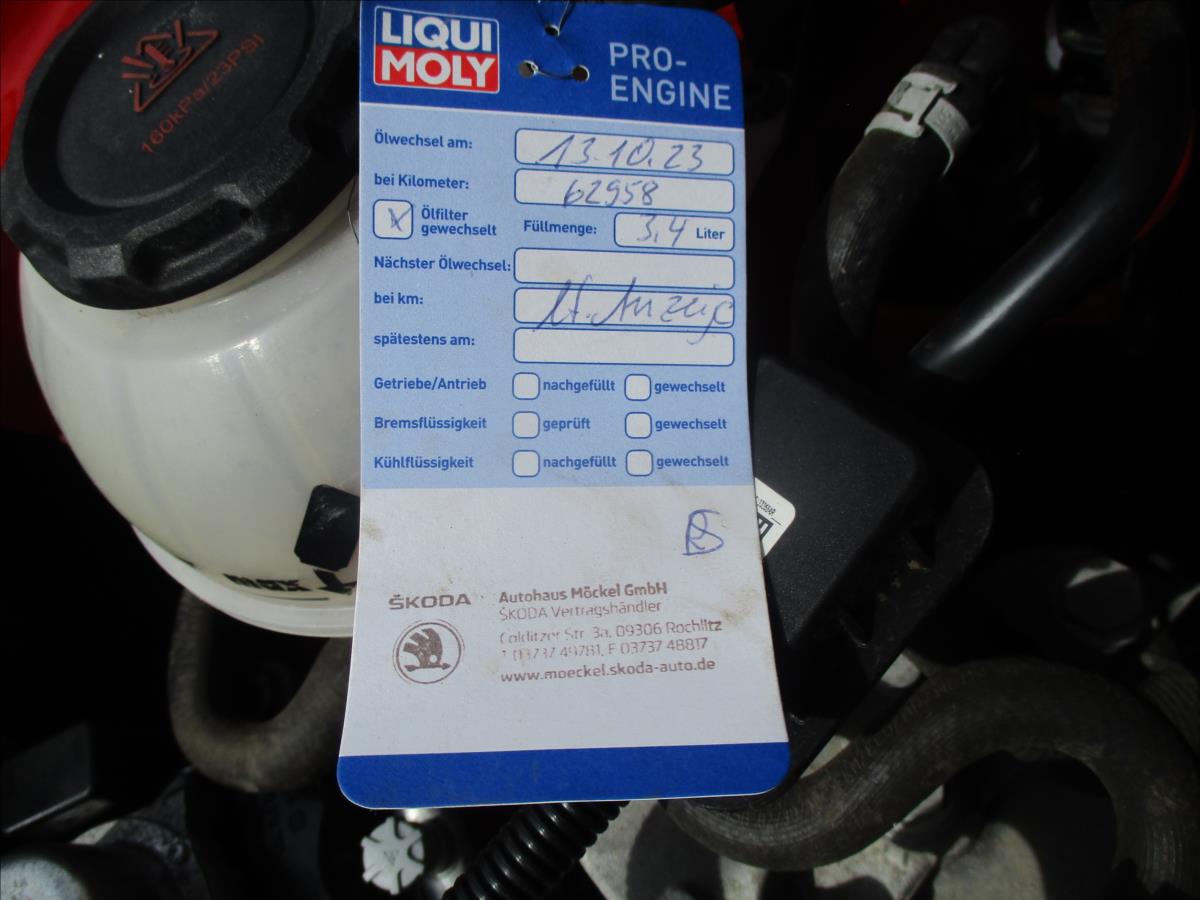 160kPa/23PSI
LIQUI
MOLY
PRO-
ENGINE
Ölwechsel am: 13.10.23
bei Kilometer: 62958
X Ölfilter gewechselt Füllmenge: 3,4 Liter
Nächster Ölwechsel:
bei km: lt. Anzeige
spätestens am:
Getriebe/Antrieb nachgefüllt gewechselt
Bremsflüssigkeit geprüft gewechselt
Kühlflüssigkeit nachgefüllt gewechselt
max
ŠKODA
Autohaus Möckel GmbH
ŠKODA Vertragshändler
Colditzer Str. 3a, 09306 Rochlitz
T 03737 49781, F 03737 48817
www.moeckel.skoda-auto.de